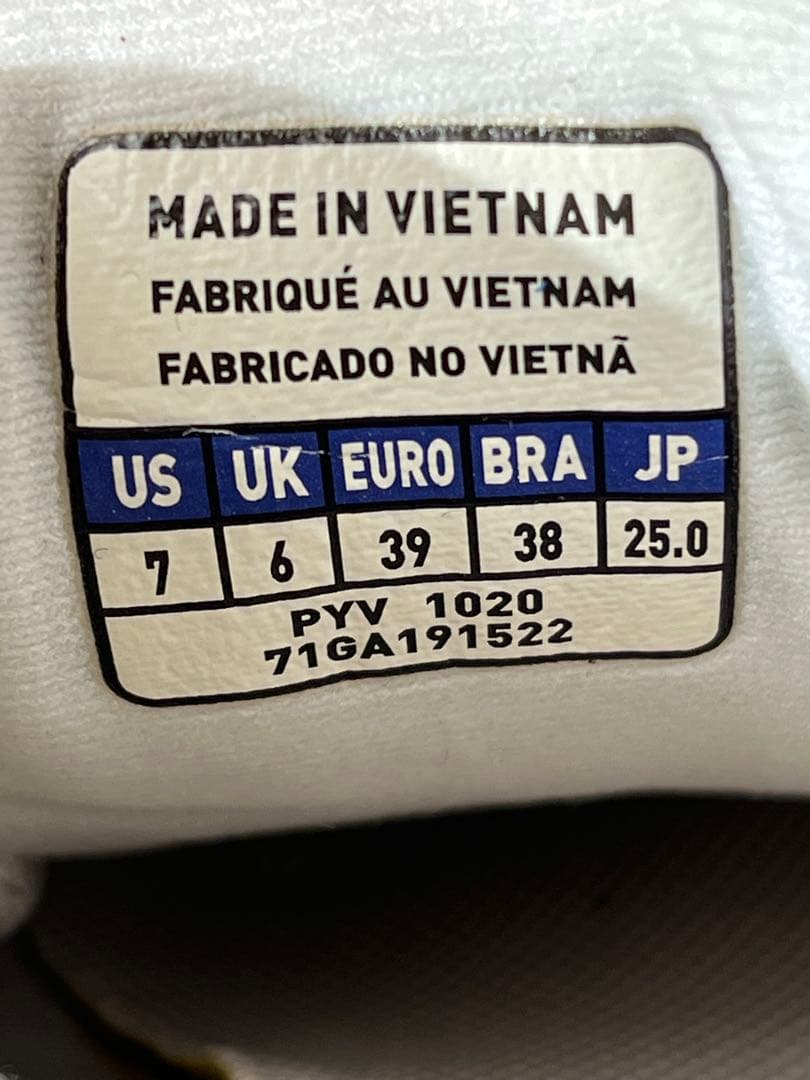 MADE IN VIETNAM
FABRIQUÉ AU VIETNAM
FABRICADO NO VIETNÃ
US UK EURO BRA JP
7 6 39 38 25.0
PYV 1020
71GA191522